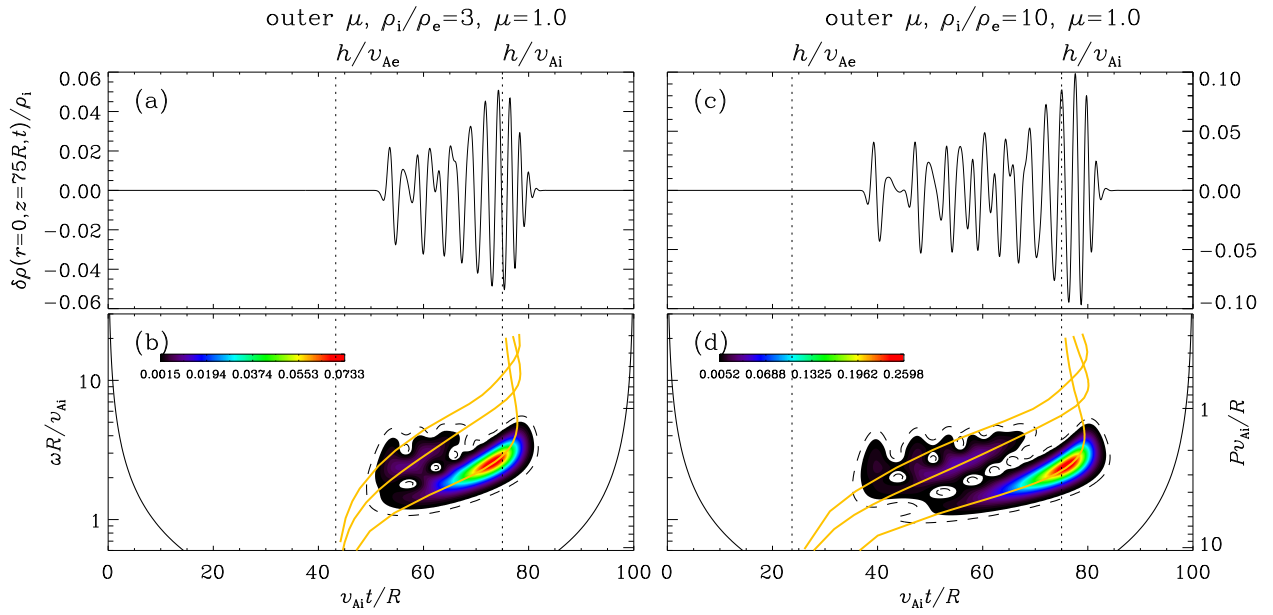 outer μ, ρi/ρe=3, μ=1.0
outer μ, ρi/ρe=10, μ=1.0
h/vAe
h/vAi
h/vAe
h/vAi
0.06
0.04
0.02
0.00
−0.02
−0.04
−0.06
δρ(r=0,z=75R,t)/ρi
(a)
(c)
0.10
0.05
0.00
−0.05
−0.10
(b)
0.0015 0.0194 0.0374 0.0553 0.0733
(d)
0.0052 0.0688 0.1325 0.1962 0.2598
10
1
ωR/vAi
1
10
PvAi/R
0 20 40 60 80 100
0 20 40 60 80 100
vAit/R
vAit/R